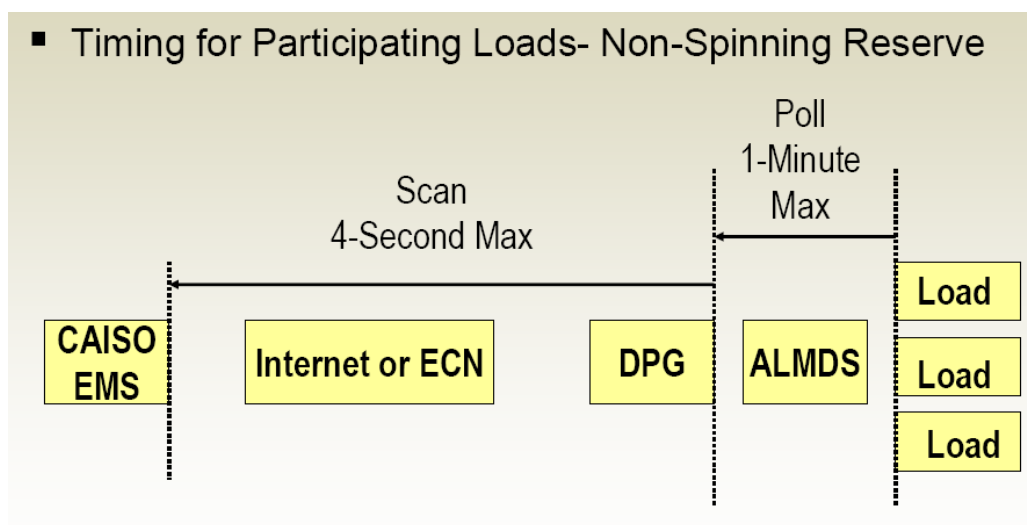 ▪ Timing for Participating Loads- Non-Spinning Reserve
Poll
1-Minute
Max
Scan
4-Second Max
CAISO
EMS
Internet or ECN
DPG
ALMDS
Load
Load
Load